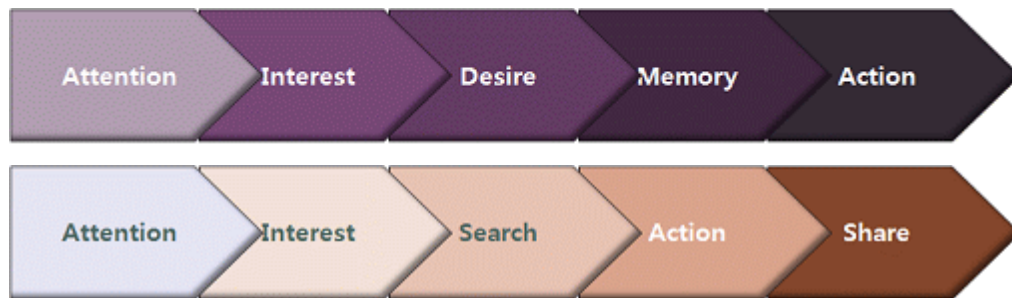 Attention Interest Desire Memory Action
Attention Interest Search Action Share